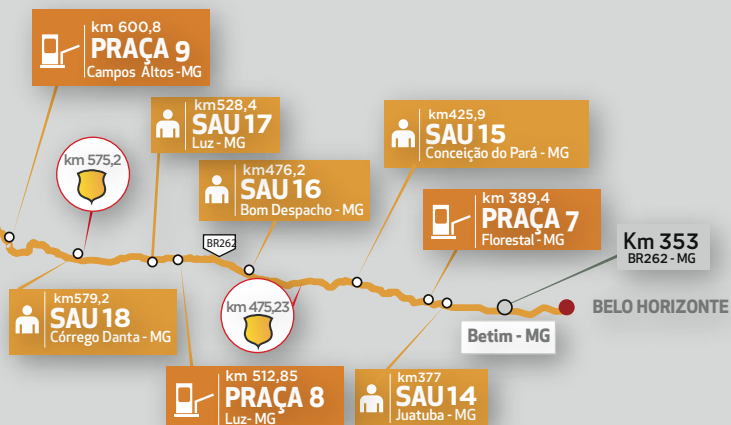 km 600,8
PRAÇA 9
Campos Altos -MG
km528,4
SAU 17
Luz - MG
km425,9
SAU 15
Conceição do Pará - MG
km 575,2
km476,2
SAU 16
Bom Despacho - MG
km 389,4
PRAÇA 7
Florestal - MG
BR262
Km 353
BR262 - MG
km579,2
SAU 18
Córrego Danta - MG
km 475,23
BELO HORIZONTE
Betim - MG
km 512,85
PRAÇA 8
Luz- MG
km377
SAU 14
Juatuba - MG